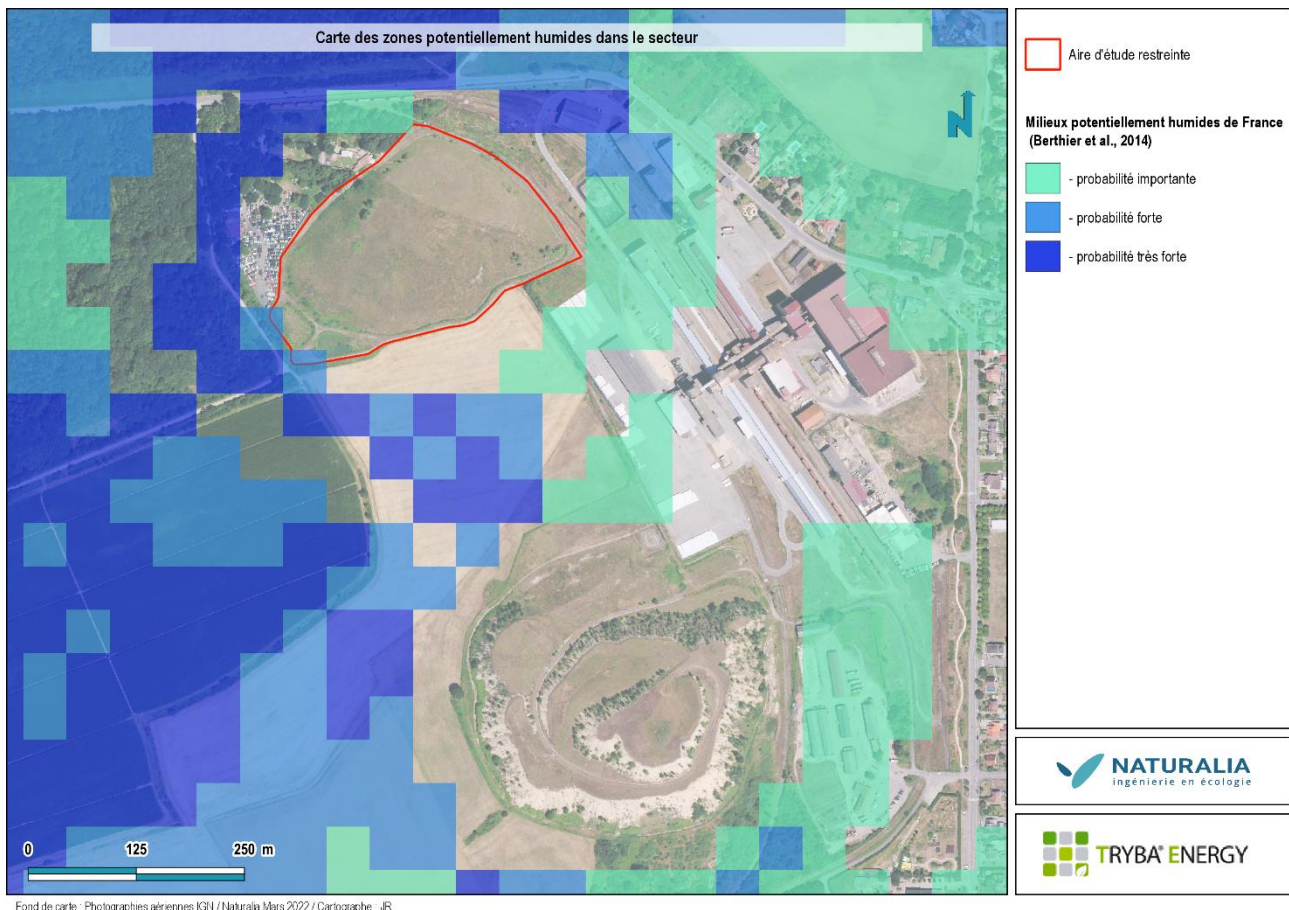 Carte des zones potentiellement humides dans le secteur
N
Aire d'étude restreinte
Milieux potentiellement humides de France
(Berthier et al., 2014)
- probabilité importante
- probabilité forte
- probabilité très forte
0 125 250 m
NATURALIA
ingénierie en écologie
TRYBA® ENERGY
Fond de carte : Photographies aériennes IGN / Naturalia Mars 2022 / Cartographe : JR